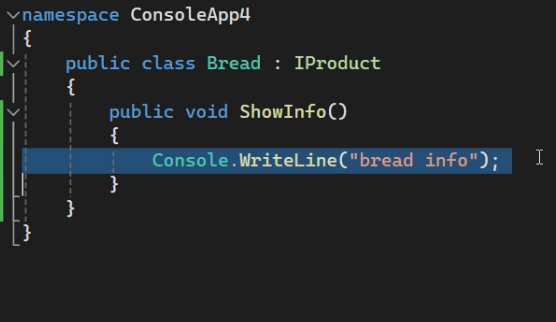 namespace ConsoleApp4
{
    public class Bread : IProduct
    {
        public void ShowInfo()
        {
            Console.WriteLine("bread info");
        }
    }
}